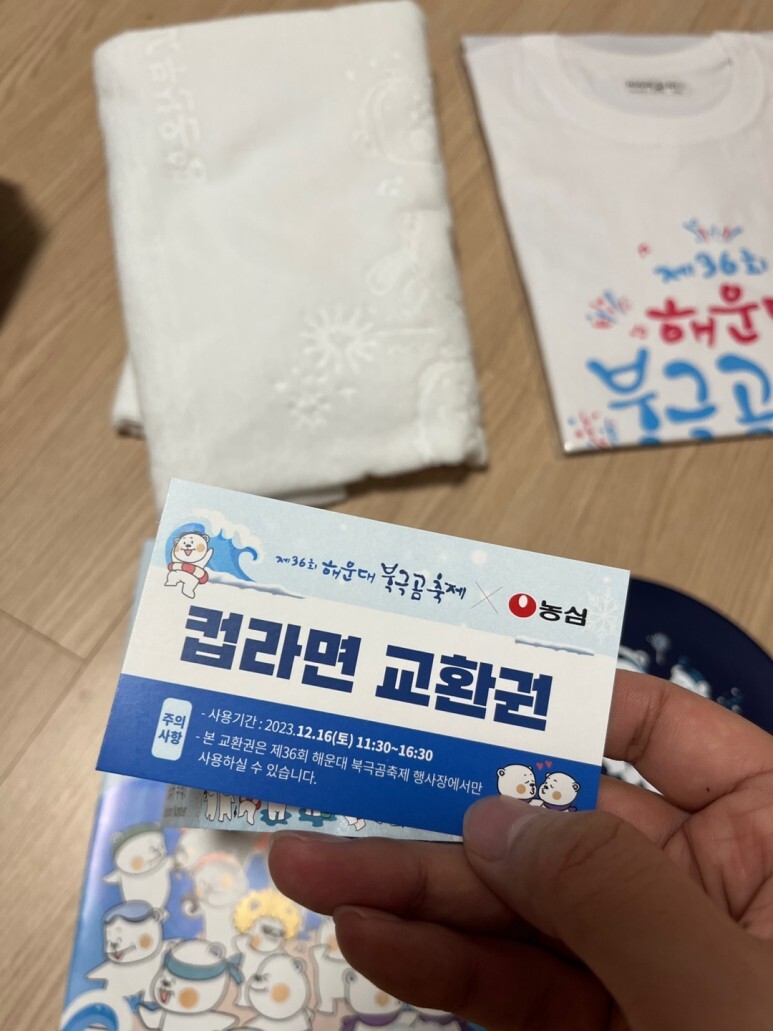 제36회
해운대
북극곰
제36회 해운대 북극곰축제 × 농심
컵라면 교환권
주의
사항
- 사용기간 : 2023.12.16(토) 11:30~16:30
- 본 교환권은 제36회 해운대 북극곰축제 행사장에서만
사용하실 수 있습니다.